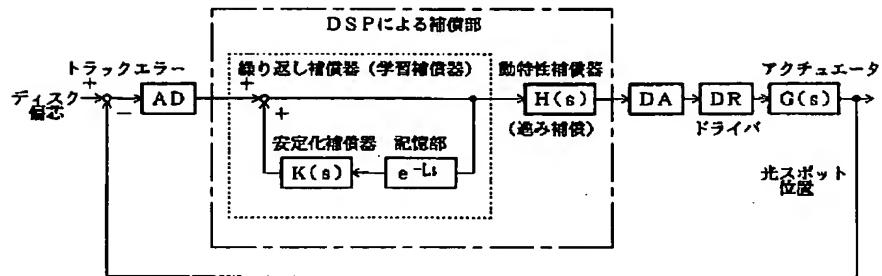 DSPによる補償部
トラックエラー
繰り返し補償器(学習補償器)
動特性補償器
アクチュエータ
ディスク
偏芯
+
−
AD
+
+
H(s)
DA
DR
G(s)
(進み補償)
ドライバ
安定化補償器
記憶部
K(s)
e^-Ls
光スポット
位置